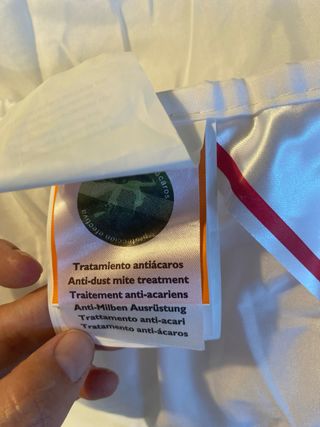 Tratamiento antiácaros
Anti-dust mite treatment
Traitement anti-acariens
Anti-Milben Ausrüstung
Trattamento anti-acari
Tratamento anti-ácaros